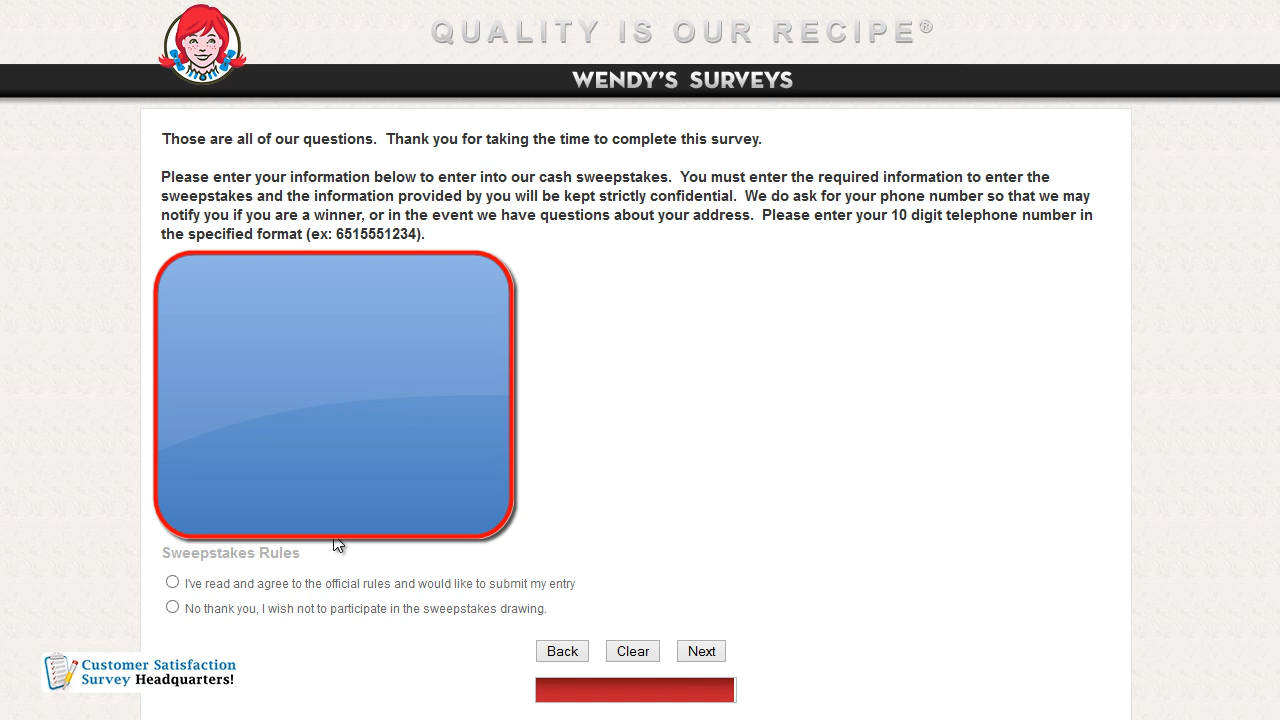 QUALITY IS OUR RECIPE®
WENDY'S SURVEYS
Those are all of our questions. Thank you for taking the time to complete this survey.
Please enter your information below to enter into our cash sweepstakes. You must enter the required information to enter the
sweepstakes and the information provided by you will be kept strictly confidential. We do ask for your phone number so that we may
notify you if you are a winner, or in the event we have questions about your address. Please enter your 10 digit telephone number in
the specified format (ex: 6515551234).
Sweepstakes Rules
I've read and agree to the official rules and would like to submit my entry
No thank you, I wish not to participate in the sweepstakes drawing.
Back Clear Next
Customer Satisfaction
Survey Headquarters!